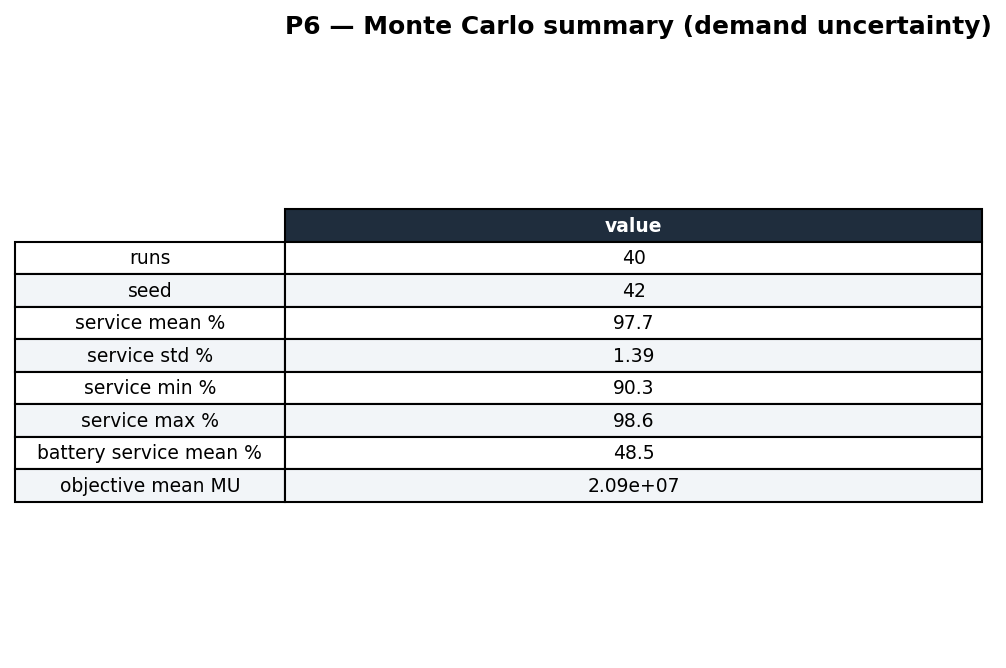 P6 — Monte Carlo summary (demand uncertainty)
value
runs 40
seed 42
service mean % 97.7
service std % 1.39
service min % 90.3
service max % 98.6
battery service mean % 48.5
objective mean MU 2.09e+07